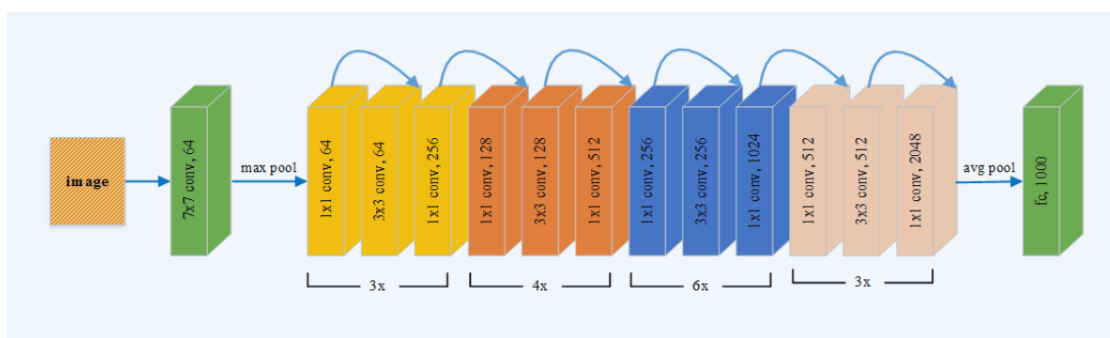 image
7x7 conv, 64
max pool
1x1 conv, 64
3x3 conv, 64
1x1 conv, 256
3x
1x1 conv, 128
3x3 conv, 128
1x1 conv, 512
4x
1x1 conv, 256
3x3 conv, 256
1x1 conv, 1024
6x
1x1 conv, 512
3x3 conv, 512
1x1 conv, 2048
3x
avg pool
fc, 1000